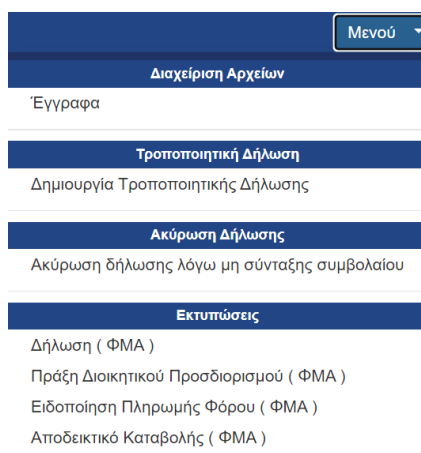 Μενού
Διαχείριση Αρχείων
Έγγραφα
Τροποποιητική Δήλωση
Δημιουργία Τροποποιητικής Δήλωσης
Ακύρωση Δήλωσης
Ακύρωση δήλωσης λόγω μη σύνταξης συμβολαίου
Εκτυπώσεις
Δήλωση ( ΦΜΑ )
Πράξη Διοικητικού Προσδιορισμού ( ΦΜΑ )
Ειδοποίηση Πληρωμής Φόρου ( ΦΜΑ )
Αποδεικτικό Καταβολής ( ΦΜΑ )